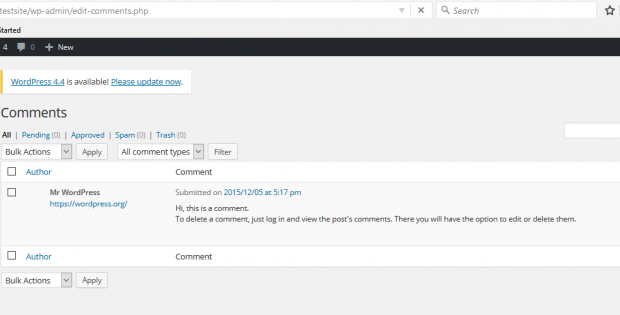 testsite/wp-admin/edit-comments.php
Search
Started
4 0 + New
WordPress 4.4 is available! Please update now.
Comments
All | Pending (0) | Approved | Spam (0) | Trash (0)
Bulk Actions Apply All comment types Filter
Author Comment
Mr WordPress Submitted on 2015/12/05 at 5:17 pm
https://wordpress.org/ Hi, this is a comment.
To delete a comment, just log in and view the post's comments. There you will have the option to edit or delete them.
Author Comment
Bulk Actions Apply